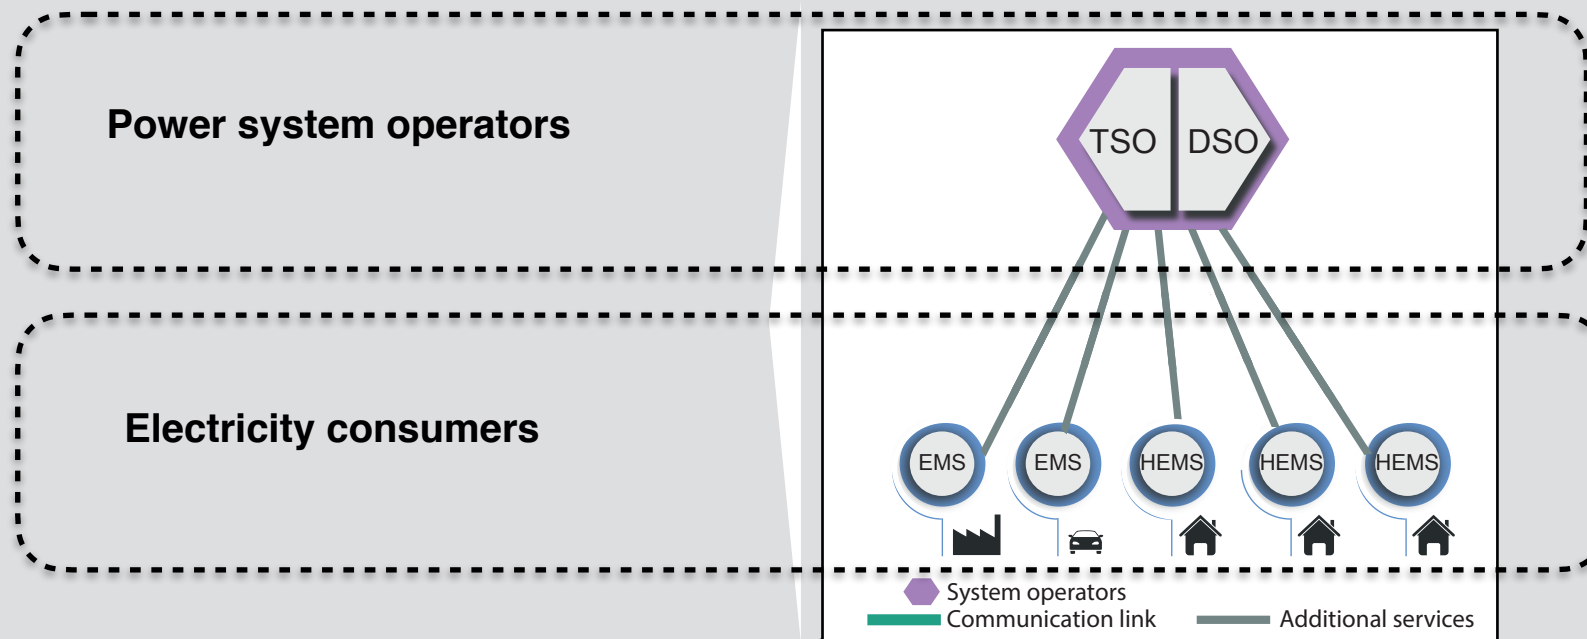 Power system operators
TSO DSO
Electricity consumers
EMS EMS HEMS HEMS HEMS
System operators
Communication link Additional services